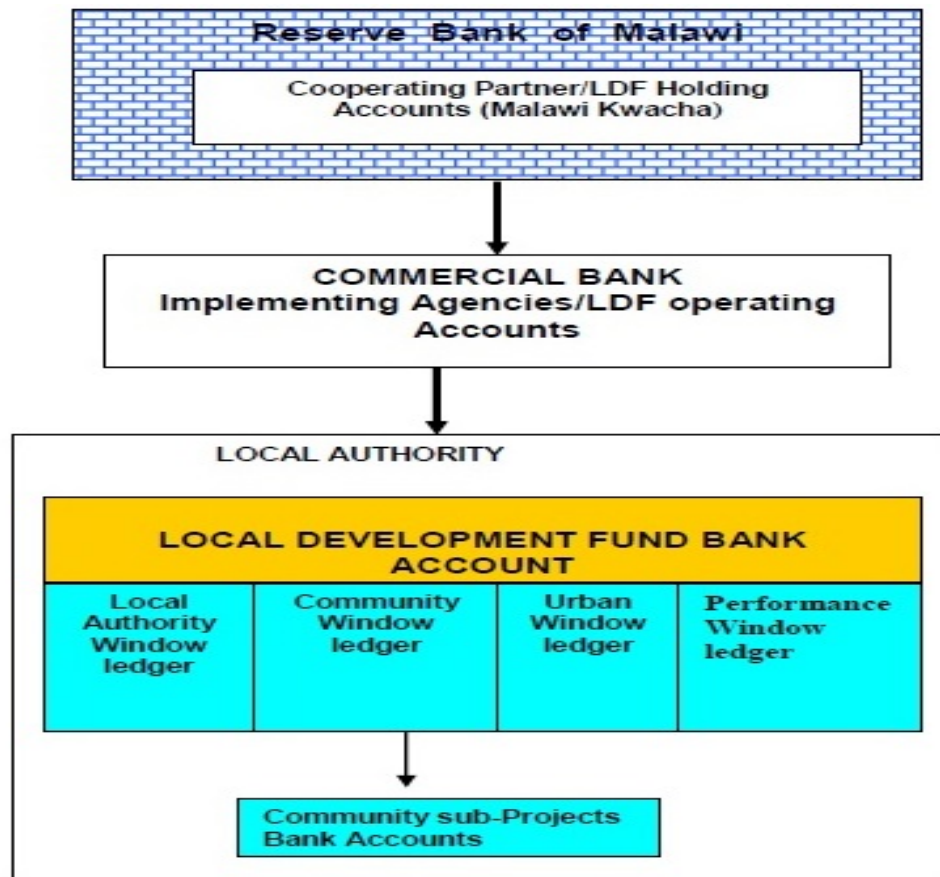 Reserve Bank of Malawi
Cooperating Partner/LDF Holding
Accounts (Malawi Kwacha)
COMMERCIAL BANK
Implementing Agencies/LDF operating
Accounts
LOCAL AUTHORITY
LOCAL DEVELOPMENT FUND BANK
ACCOUNT
Local
Authority
Window
ledger
Community
Window
ledger
Urban
Window
ledger
Performance
Window
ledger
Community sub-Projects
Bank Accounts